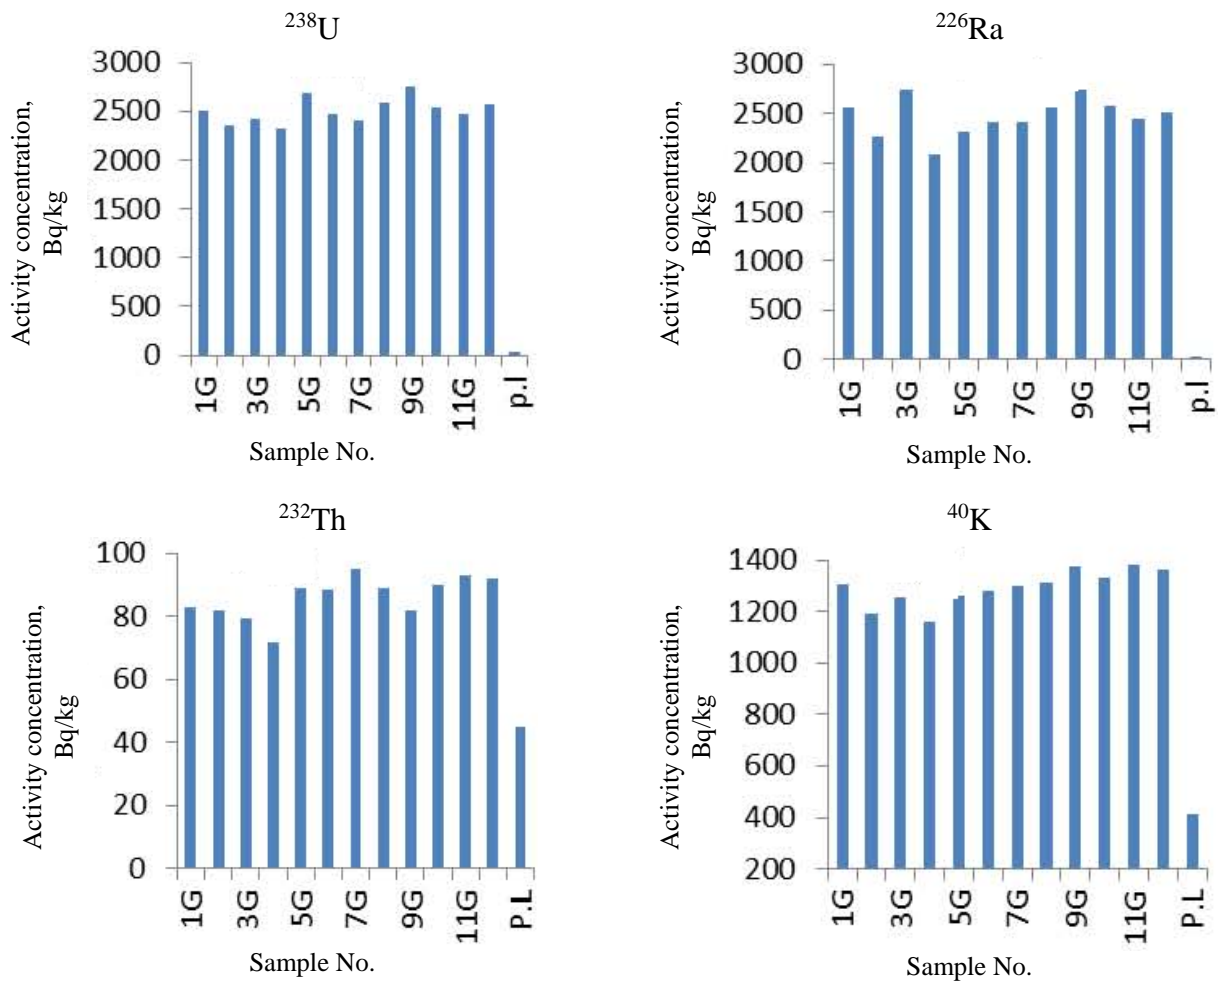 ²³⁸U
Activity concentration,
Bq/kg
3000
2500
2000
1500
1000
500
0
1G 3G 5G 7G 9G 11G p.l
Sample No.
²²⁶Ra
Activity concentration,
Bq/kg
3000
2500
2000
1500
1000
500
0
1G 3G 5G 7G 9G 11G p.l
Sample No.
²³²Th
Activity concentration,
Bq/kg
100
80
60
40
20
0
1G 3G 5G 7G 9G 11G P.L
Sample No.
⁴⁰K
Activity concentration,
Bq/kg
1400
1200
1000
800
600
400
200
1G 3G 5G 7G 9G 11G P.L
Sample No.